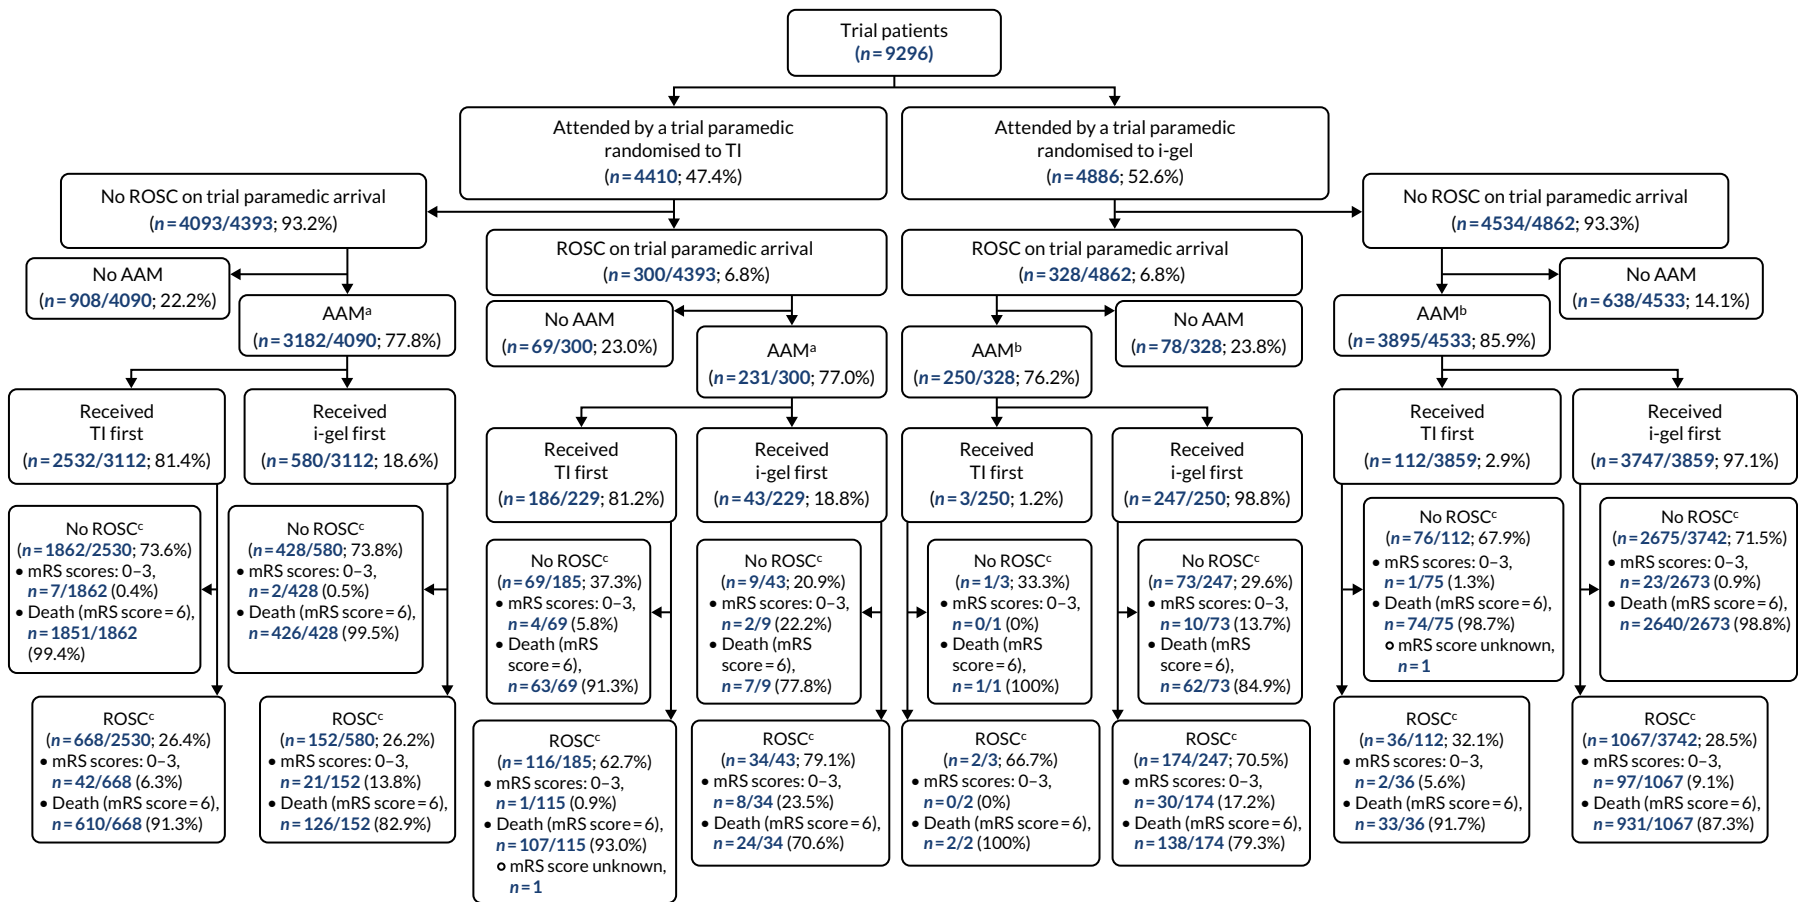 Trial patients
(n=9296)
Attended by a trial paramedic
randomised to TI
(n=4410; 47.4%)
Attended by a trial paramedic
randomised to i-gel
(n=4886; 52.6%)
No ROSC on trial paramedic arrival
(n=4093/4393; 93.2%)
ROSC on trial paramedic arrival
(n=300/4393; 6.8%)
ROSC on trial paramedic arrival
(n=328/4862; 6.8%)
No ROSC on trial paramedic arrival
(n=4534/4862; 93.3%)
No AAM
(n=908/4090; 22.2%)
AAMᵃ
(n=3182/4090; 77.8%)
No AAM
(n=69/300; 23.0%)
AAMᵃ
(n=231/300; 77.0%)
AAMᵇ
(n=250/328; 76.2%)
No AAM
(n=78/328; 23.8%)
AAMᵇ
(n=3895/4533; 85.9%)
No AAM
(n=638/4533; 14.1%)
Received
TI first
(n=2532/3112; 81.4%)
Received
i-gel first
(n=580/3112; 18.6%)
Received
TI first
(n=186/229; 81.2%)
Received
i-gel first
(n=43/229; 18.8%)
Received
TI first
(n=3/250; 1.2%)
Received
i-gel first
(n=247/250; 98.8%)
Received
TI first
(n=112/3859; 2.9%)
Received
i-gel first
(n=3747/3859; 97.1%)
No ROSCᶜ
(n=1862/2530; 73.6%)
• mRS scores: 0–3,
n=7/1862 (0.4%)
• Death (mRS score=6),
n=1851/1862
(99.4%)
No ROSCᶜ
(n=428/580; 73.8%)
• mRS scores: 0–3,
n=2/428 (0.5%)
• Death (mRS score=6),
n=426/428 (99.5%)
No ROSCᶜ
(n=69/185; 37.3%)
• mRS scores: 0–3,
n=4/69 (5.8%)
• Death (mRS
score=6),
n=63/69 (91.3%)
No ROSCᶜ
(n=9/43; 20.9%)
• mRS scores: 0–3,
n=2/9 (22.2%)
• Death (mRS
score=6),
n=7/9 (77.8%)
No ROSCᶜ
(n=1/3; 33.3%)
• mRS scores: 0–3,
n=0/1 (0%)
• Death (mRS
score=6),
n=1/1 (100%)
No ROSCᶜ
(n=73/247; 29.6%)
• mRS scores: 0–3,
n=10/73 (13.7%)
• Death (mRS
score=6),
n=62/73 (84.9%)
No ROSCᶜ
(n=76/112; 67.9%)
• mRS scores: 0–3,
n=1/75 (1.3%)
• Death (mRS score=6),
n=74/75 (98.7%)
mRS score unknown,
n=1
No ROSCᶜ
(n=2675/3742; 71.5%)
• mRS scores: 0–3,
n=23/2673 (0.9%)
• Death (mRS score=6),
n=2640/2673 (98.8%)
ROSCᶜ
(n=668/2530; 26.4%)
• mRS scores: 0–3,
n=42/668 (6.3%)
• Death (mRS score=6),
n=610/668 (91.3%)
ROSCᶜ
(n=152/580; 26.2%)
• mRS scores: 0–3,
n=21/152 (13.8%)
• Death (mRS score=6),
n=126/152 (82.9%)
ROSCᶜ
(n=116/185; 62.7%)
• mRS scores: 0–3,
n=1/115 (0.9%)
• Death (mRS score=6),
n=107/115 (93.0%)
mRS score unknown,
n=1
ROSCᶜ
(n=34/43; 79.1%)
• mRS scores: 0–3,
n=8/34 (23.5%)
• Death (mRS score=6),
n=24/34 (70.6%)
ROSCᶜ
(n=2/3; 66.7%)
• mRS scores: 0–3,
n=0/2 (0%)
• Death (mRS score=6),
n=2/2 (100%)
ROSCᶜ
(n=174/247; 70.5%)
• mRS scores: 0–3,
n=30/174 (17.2%)
• Death (mRS score=6),
n=138/174 (79.3%)
ROSCᶜ
(n=36/112; 32.1%)
• mRS scores: 0–3,
n=2/36 (5.6%)
• Death (mRS score=6),
n=33/36 (91.7%)
ROSCᶜ
(n=1067/3742; 28.5%)
• mRS scores: 0–3,
n=97/1067 (9.1%)
• Death (mRS score=6),
n=931/1067 (87.3%)